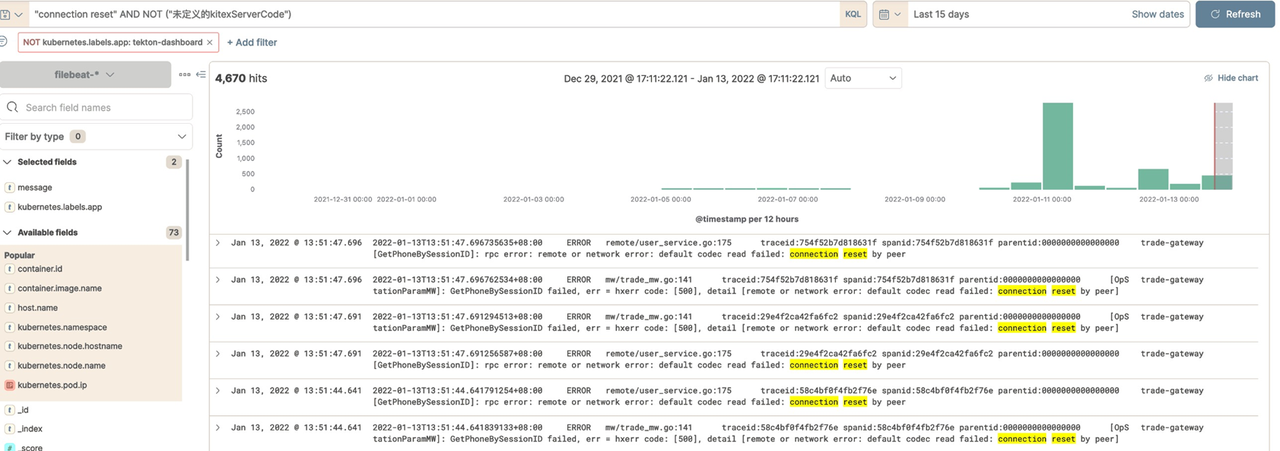 "connection reset" AND NOT ("未定义的kitexServerCode")
KQL
Last 15 days
Show dates
Refresh
NOT kubernetes.labels.app: tekton-dashboard ×
+ Add filter
filebeat-*
4,670 hits
Dec 29, 2021 @ 17:11:22.121 - Jan 13, 2022 @ 17:11:22.121
Auto
Hide chart
Search field names
Filter by type 0
Selected fields 2
t message
t kubernetes.labels.app
Available fields 73
Popular
t container.id
t container.image.name
t host.name
t kubernetes.namespace
t kubernetes.node.hostname
t kubernetes.node.name
kubernetes.pod.ip
t _id
t _index
# _score
Count
2,500
2,000
1,500
1,000
500
0
2021-12-31 00:00 2022-01-01 00:00 2022-01-03 00:00 2022-01-05 00:00 2022-01-07 00:00 2022-01-09 00:00 2022-01-11 00:00 2022-01-13 00:00
@timestamp per 12 hours
Jan 13, 2022 @ 13:51:47.696 2022-01-13T13:51:47.696735635+08:00 ERROR remote/user_service.go:175 traceid:754f52b7d818631f spanid:754f52b7d818631f parentid:0000000000000000 trade-gateway
[GetPhoneBySessionID]: rpc error: remote or network error: default codec read failed: connection reset by peer
Jan 13, 2022 @ 13:51:47.696 2022-01-13T13:51:47.696762534+08:00 ERROR mw/trade_mw.go:141 traceid:754f52b7d818631f spanid:754f52b7d818631f parentid:0000000000000000 [OpS trade-gateway
tationParamMW]: GetPhoneBySessionID failed, err = hxerr code: [500], detail [remote or network error: default codec read failed: connection reset by peer]
Jan 13, 2022 @ 13:51:47.691 2022-01-13T13:51:47.691294513+08:00 ERROR mw/trade_mw.go:141 traceid:29e4f2ca42fa6fc2 spanid:29e4f2ca42fa6fc2 parentid:0000000000000000 [OpS trade-gateway
tationParamMW]: GetPhoneBySessionID failed, err = hxerr code: [500], detail [remote or network error: default codec read failed: connection reset by peer]
Jan 13, 2022 @ 13:51:47.691 2022-01-13T13:51:47.691256587+08:00 ERROR remote/user_service.go:175 traceid:29e4f2ca42fa6fc2 spanid:29e4f2ca42fa6fc2 parentid:0000000000000000 trade-gateway
[GetPhoneBySessionID]: rpc error: remote or network error: default codec read failed: connection reset by peer
Jan 13, 2022 @ 13:51:44.641 2022-01-13T13:51:44.641791254+08:00 ERROR remote/user_service.go:175 traceid:58c4bf0f4fb2f76e spanid:58c4bf0f4fb2f76e parentid:0000000000000000 trade-gateway
[GetPhoneBySessionID]: rpc error: remote or network error: default codec read failed: connection reset by peer
Jan 13, 2022 @ 13:51:44.641 2022-01-13T13:51:44.641839133+08:00 ERROR mw/trade_mw.go:141 traceid:58c4bf0f4fb2f76e spanid:58c4bf0f4fb2f76e parentid:0000000000000000 [OpS trade-gateway
tationParamMW]: GetPhoneBySessionID failed, err = hxerr code: [500], detail [remote or network error: default codec read failed: connection reset by peer]